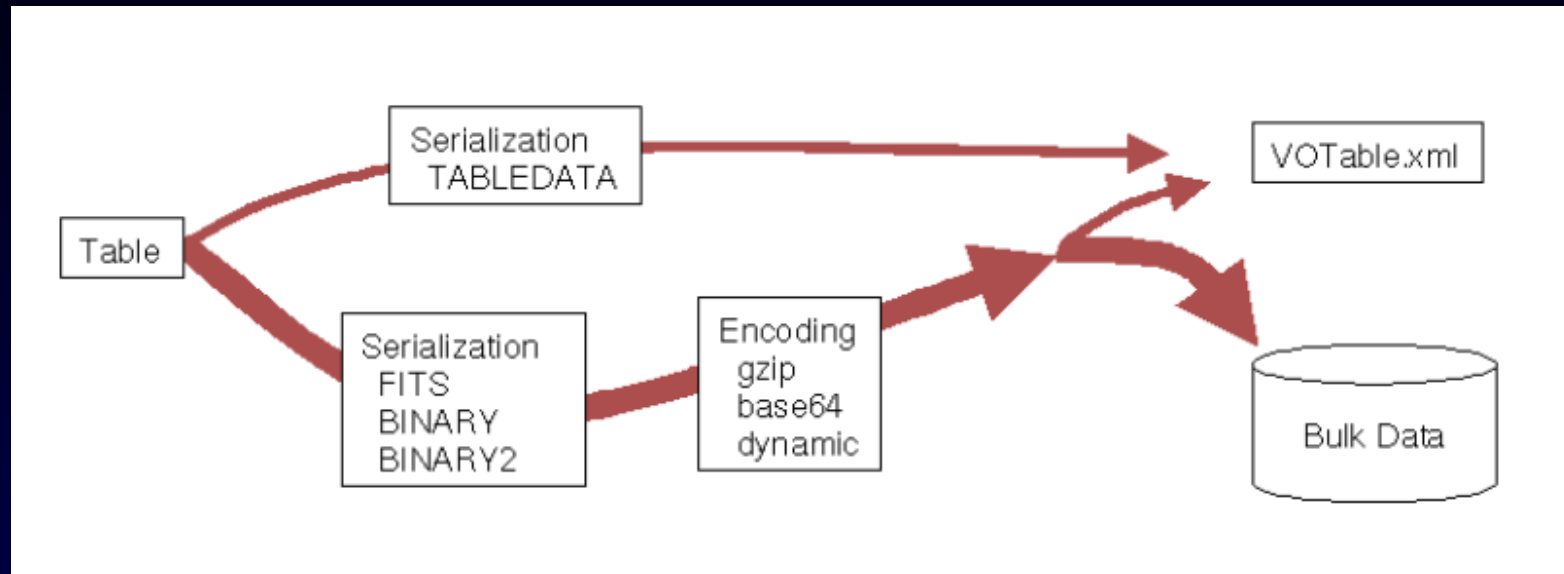 Table
Serialization
TABLEDATA
Serialization
FITS
BINARY
BINARY2
Encoding
gzip
base64
dynamic
VOTable.xml
Bulk Data